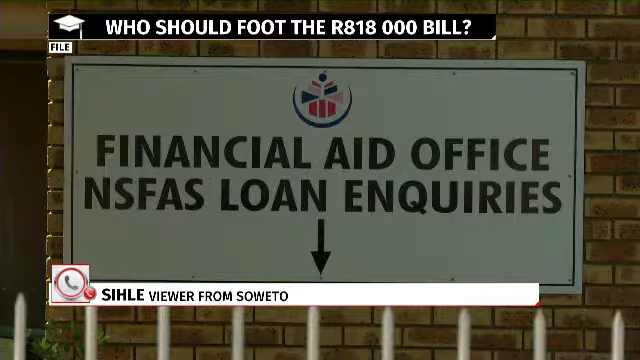 WHO SHOULD FOOT THE R818 000 BILL?
FILE
FINANCIAL AID OFFICE
NSFAS LOAN ENQUIRIES
SIHLE VIEWER FROM SOWETO